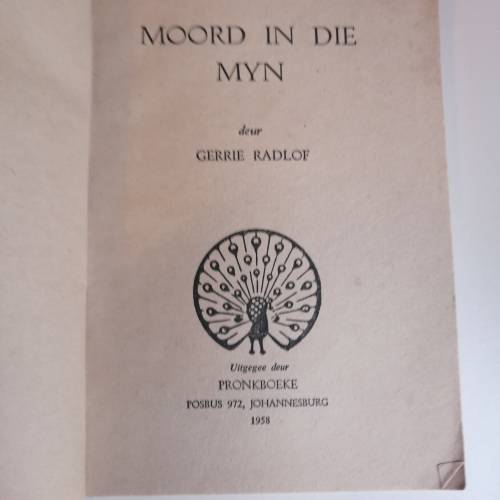 MOORD IN DIE
MYN
deur
GERRIE RADLOF
Uitgegee deur
PRONKBOEKE
POSBUS 972, JOHANNESBURG
1958